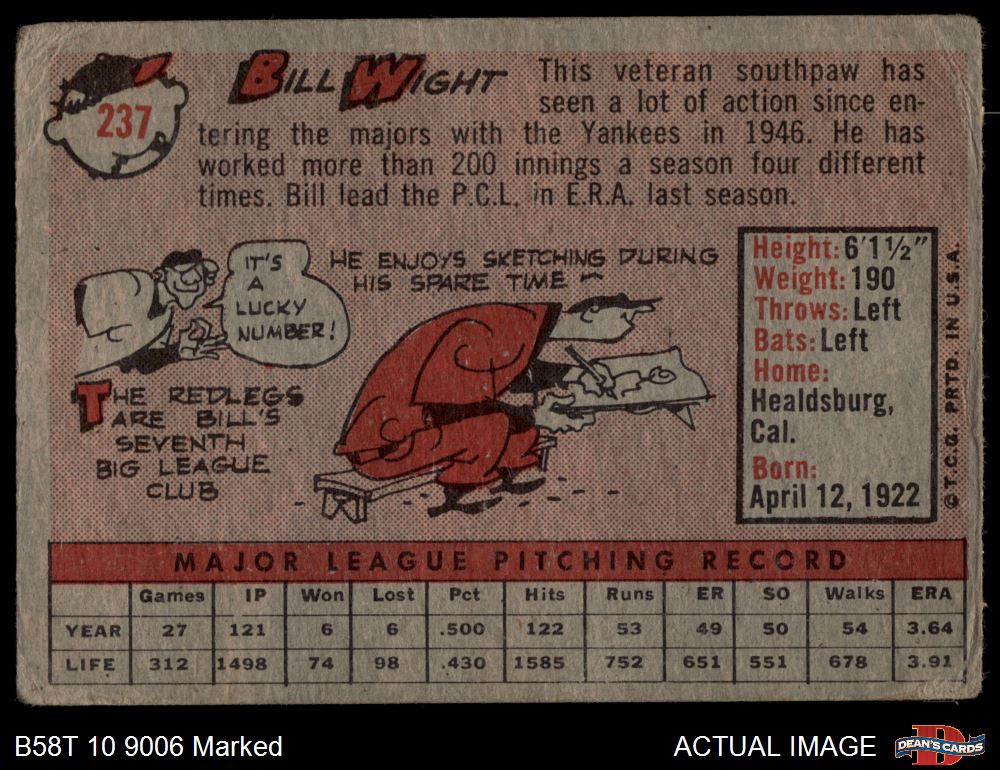 237
BILL WIGHT
This veteran southpaw has
seen a lot of action since en-
tering the majors with the Yankees in 1946. He has
worked more than 200 innings a season four different
times. Bill lead the P.C.L. in E.R.A. last season.
IT'S
A
LUCKY
NUMBER!
THE REDLEGS
ARE BILL'S
SEVENTH
BIG LEAGUE
CLUB
HE ENJOYS SKETCHING DURING
HIS SPARE TIME
Height: 6'1½"
Weight: 190
Throws: Left
Bats: Left
Home:
Healdsburg,
Cal.
Born:
April 12, 1922
© T.C.G. PRTD. IN U.S.A.
MAJOR LEAGUE PITCHING RECORD
Games IP Won Lost Pct Hits Runs ER SO Walks ERA
YEAR 27 121 6 6 .500 122 53 49 50 54 3.64
LIFE 312 1498 74 98 .430 1585 752 651 551 678 3.91
B58T 10 9006 Marked
ACTUAL IMAGE
D
DEAN'S CARDS